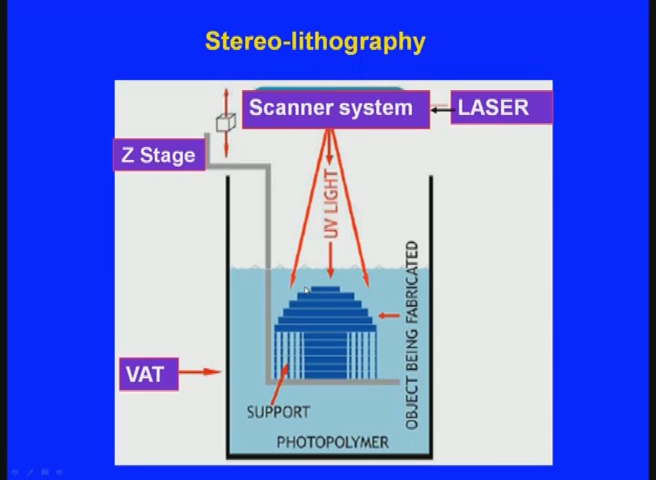 Stereo-lithography
Scanner system
LASER
Z Stage
UV LIGHT
OBJECT BEING FABRICATED
VAT
SUPPORT
PHOTOPOLYMER